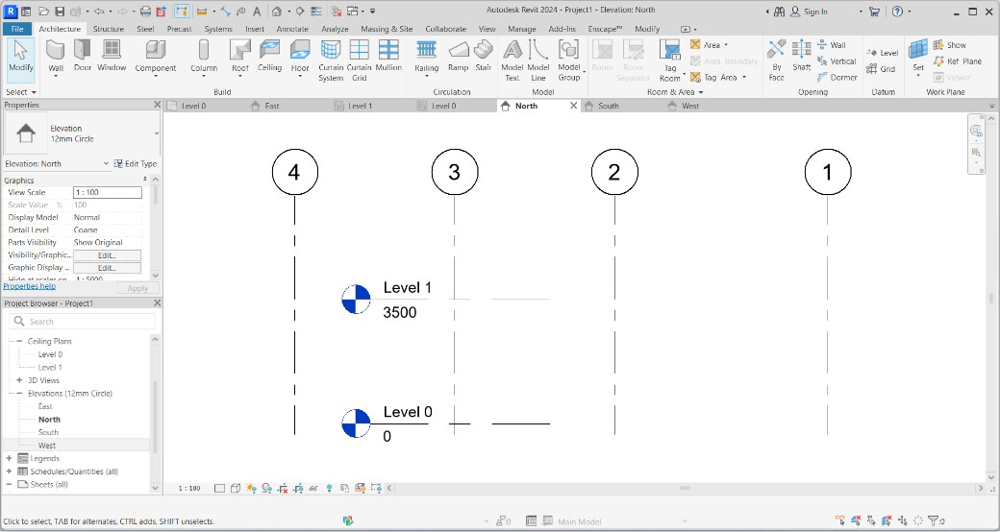 Autodesk Revit 2024 - Project1 - Elevation: North
Sign In
File Architecture Structure Steel Precast Systems Insert Annotate Analyze Massing & Site Collaborate View Manage Add-Ins Enscape™ Modify
Modify Wall Door Window Component Column Roof Ceiling Floor Curtain System Curtain Grid Mullion Railing Ramp Stair Model Text Model Line Model Group Room Room Separator Tag Room Area Area Boundary Tag Area By Face Shaft Wall Vertical Dormer Level Grid Set Show Ref Plane Viewer
Select Build Circulation Model Room & Area Opening Datum Work Plane
Properties
Level 0 East Level 1 Level 0 North South West
Elevation
12mm Circle
Elevation: North Edit Type
Graphics
View Scale 1 : 100
Scale Value 1: 100
Display Model Normal
Detail Level Coarse
Parts Visibility Show Original
Visibility/Graphic... Edit...
Graphic Display ... Edit...
Hide at scales co... 1 : 5000
Properties help Apply
Project Browser - Project1
Search
Ceiling Plans
Level 0
Level 1
3D Views
Elevations (12mm Circle)
East
North
South
West
Legends
Schedules/Quantities (all)
Sheets (all)
4 3 2 1
Level 1
3500
Level 0
0
1 : 100
Click to select, TAB for alternates, CTRL adds, SHIFT unselects.
:0
Main Model
:0